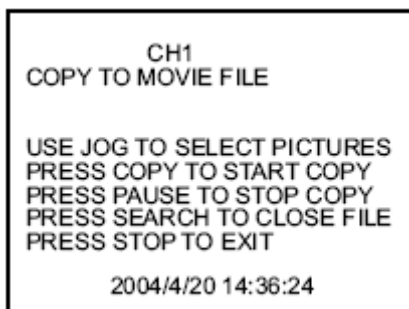 CH1
COPY TO MOVIE FILE
USE JOG TO SELECT PICTURES
PRESS COPY TO START COPY
PRESS PAUSE TO STOP COPY
PRESS SEARCH TO CLOSE FILE
PRESS STOP TO EXIT
2004/4/20 14:36:24